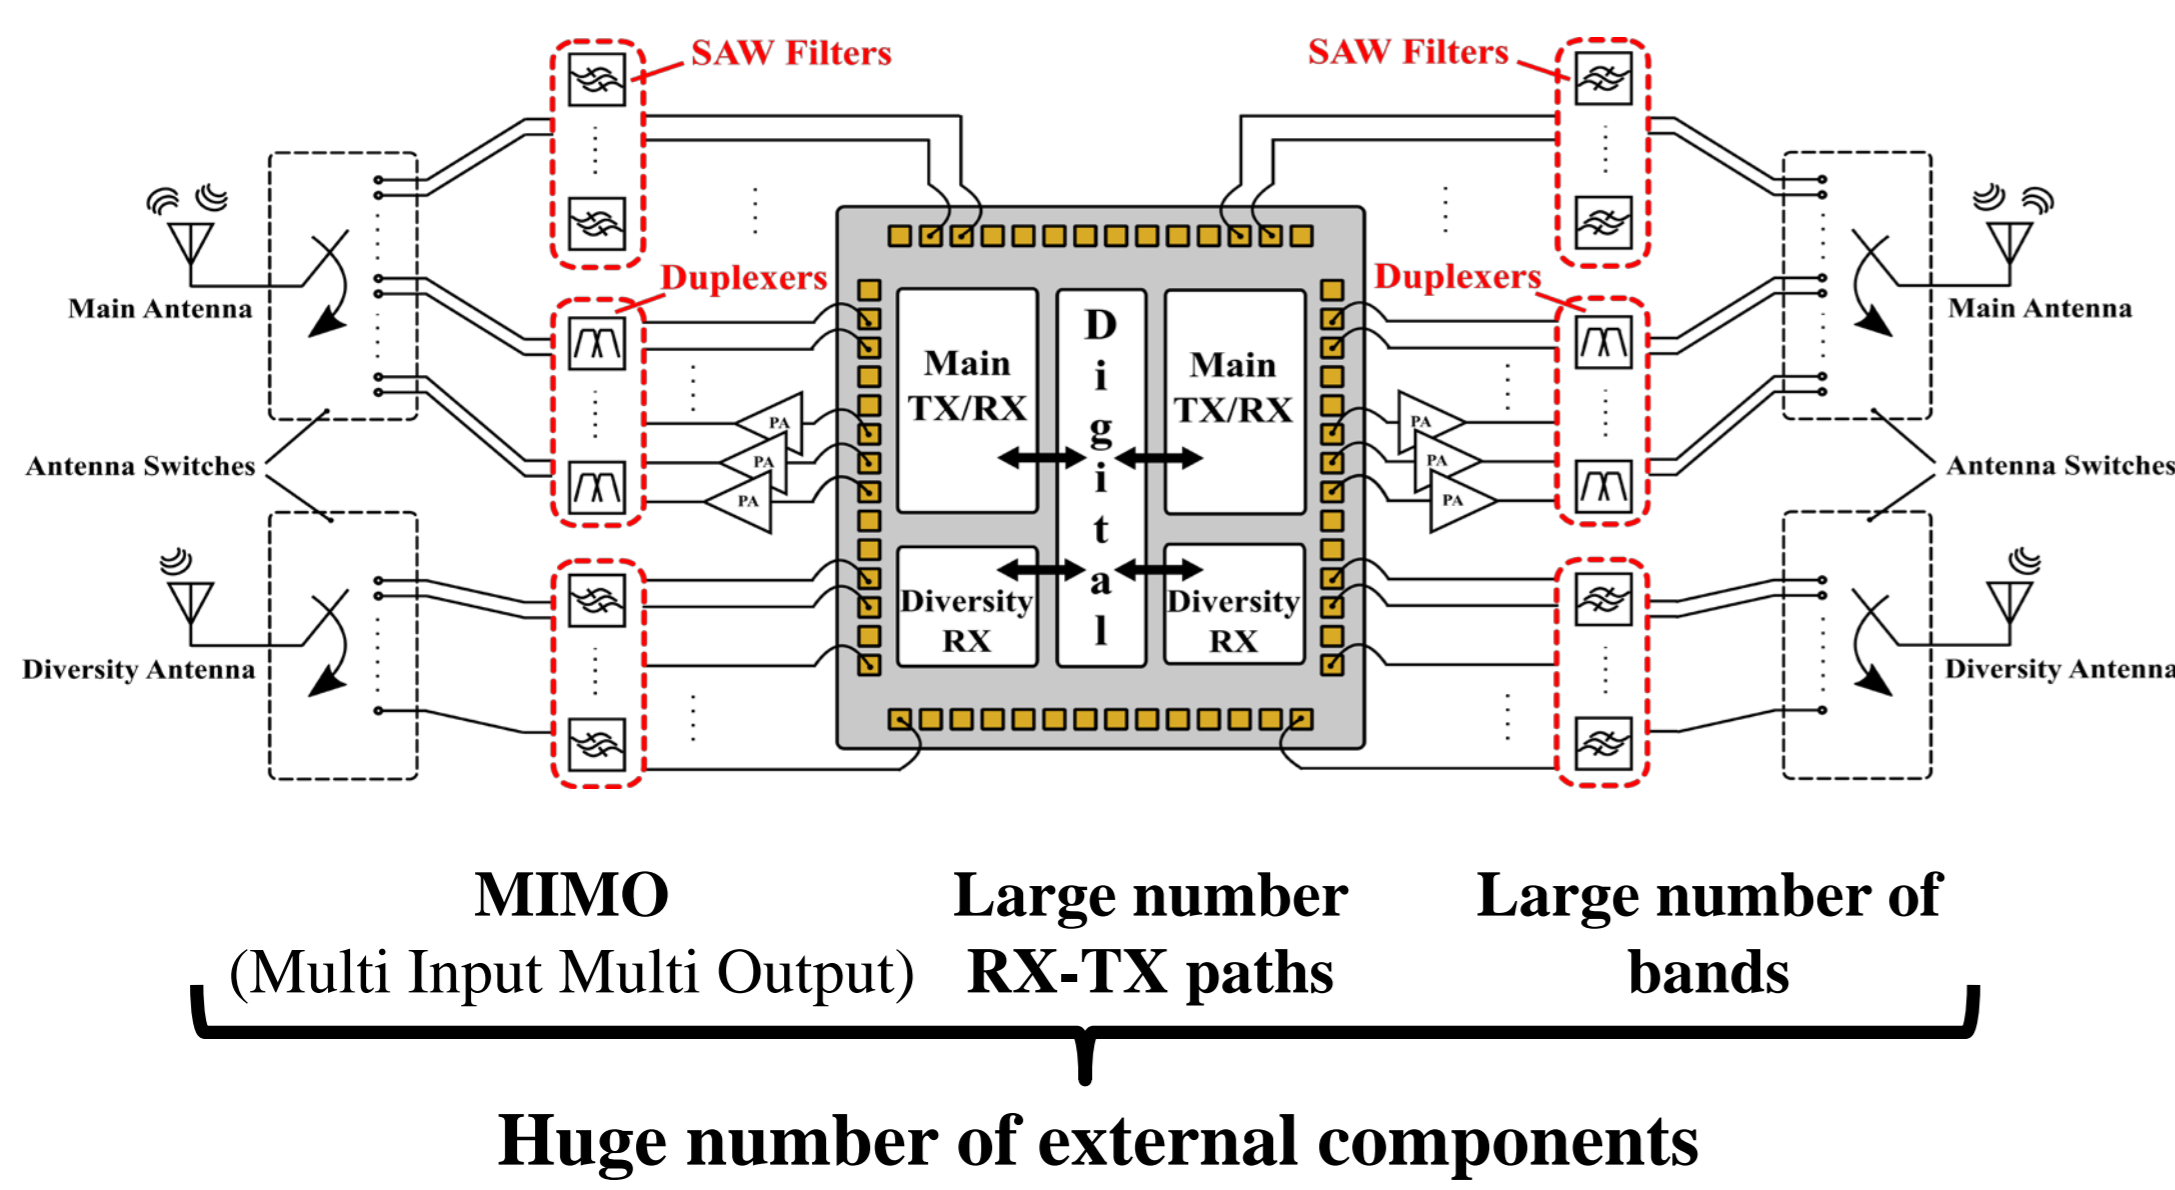 SAW Filters
SAW Filters
Duplexers
Duplexers
Main Antenna
Main Antenna
Main
TX/RX
Digital
Main
TX/RX
PA
PA
PA
PA
PA
PA
Antenna Switches
Antenna Switches
Diversity
RX
Diversity
RX
Diversity Antenna
Diversity Antenna
MIMO
(Multi Input Multi Output)
Large number
RX-TX paths
Large number of
bands
Huge number of external components